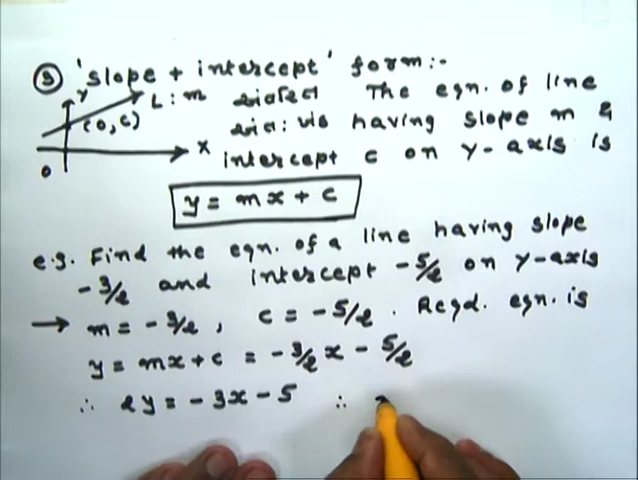 ③ 'slope + intercept' form:-
Y L: m The eqn. of line
(0, c) having slope m &
X intercept c on Y-axis is
0
y = mx + c
e.g. Find the eqn. of a line having slope
-3/2 and intercept -5/2 on Y-axis
→ m = -3/2, c = -5/2. Reqd. eqn. is
y = mx + c = -3/2 x - 5/2
∴ 2y = -3x - 5 ∴